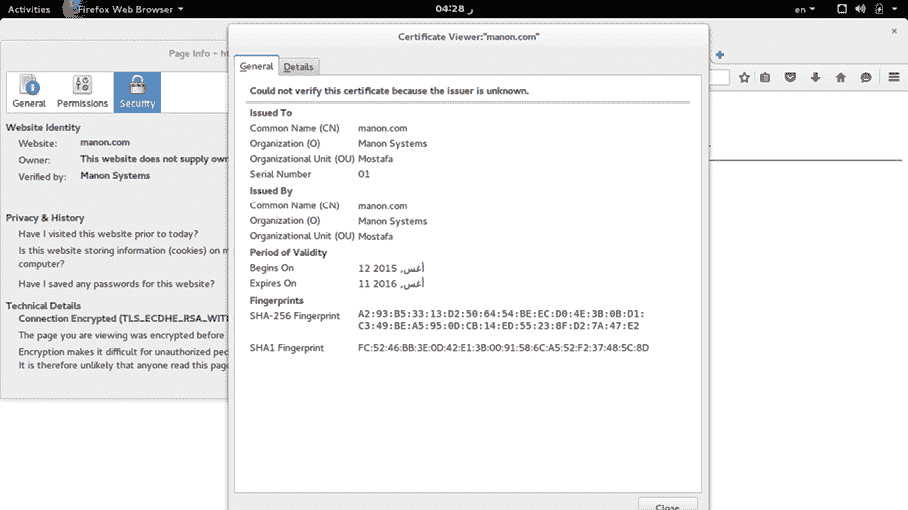 Activities
Firefox Web Browser
04:28 ر
en
Page Info ~ ht
General
Permissions
Security
Website Identity
Website: manon.com
Owner: This website does not supply own
Verified by: Manon Systems
Privacy & History
Have I visited this website prior to today?
Is this website storing information (cookies) on m
computer?
Have I saved any passwords for this website?
Technical Details
Connection Encrypted (TLS_ECDHE_RSA_WIT
The page you are viewing was encrypted before
Encryption makes it difficult for unauthorized peo
It is therefore unlikely that anyone read this page
Certificate Viewer:"manon.com"
General
Details
Could not verify this certificate because the issuer is unknown.
Issued To
Common Name (CN) manon.com
Organization (O) Manon Systems
Organizational Unit (OU) Mostafa
Serial Number 01
Issued By
Common Name (CN) manon.com
Organization (O) Manon Systems
Organizational Unit (OU) Mostafa
Period of Validity
Begins On 12 أغس, 2015
Expires On 11 أغس, 2016
Fingerprints
SHA-256 Fingerprint A2:93:B5:33:13:D2:50:64:54:BE:EC:D0:4E:3B:0B:D1:
C3:49:BE:A5:95:0D:CB:14:ED:55:23:8F:D2:7A:47:E2
SHA1 Fingerprint FC:52:46:BB:3E:0D:42:E1:3B:00:91:58:6C:A5:52:F2:37:48:5C:8D
Close